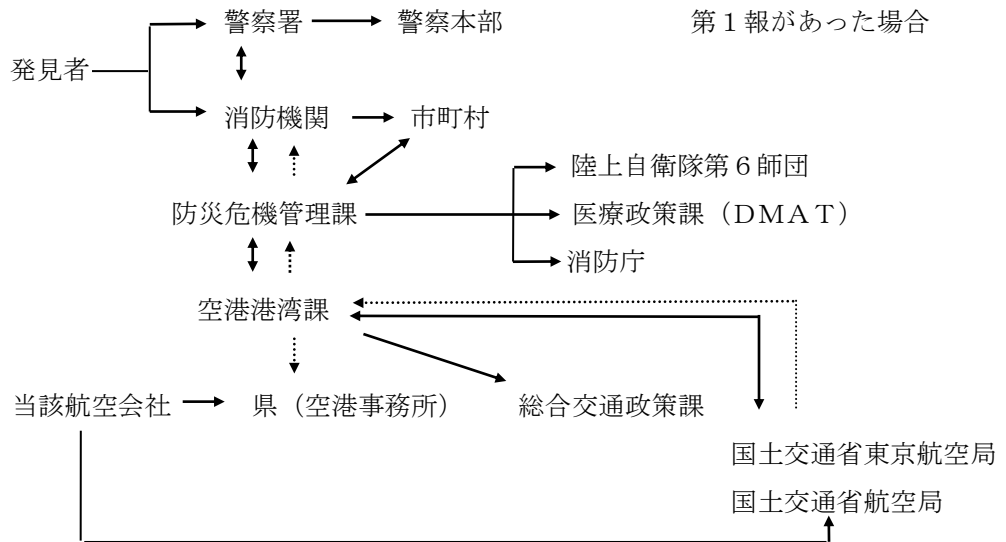 警察署 警察本部 第１報があった場合
発見者
消防機関 市町村
陸上自衛隊第６師団
防災危機管理課 医療政策課（ＤＭＡＴ）
消防庁
空港港湾課
当該航空会社 県（空港事務所） 総合交通政策課
国土交通省東京航空局
国土交通省航空局